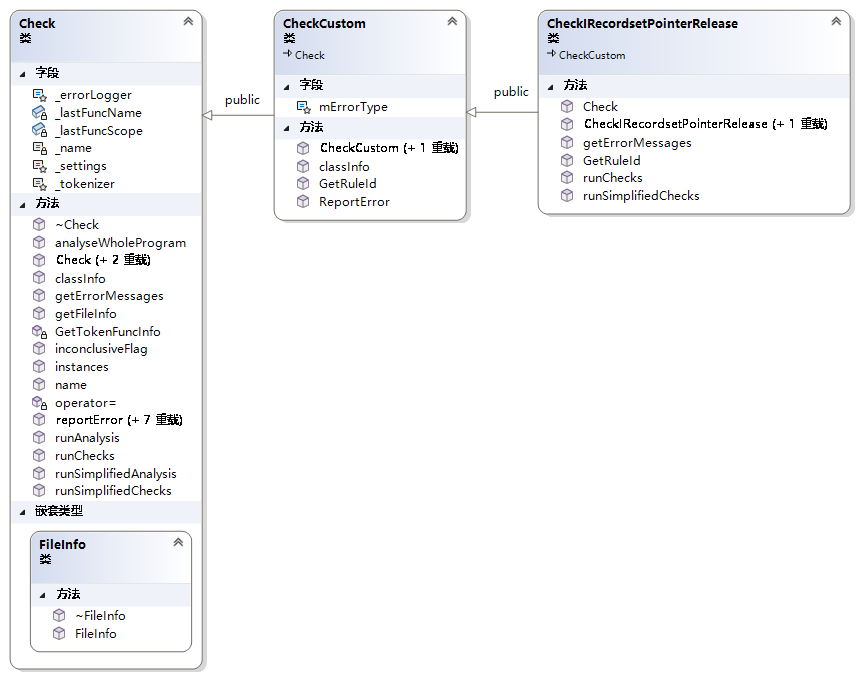 Check
类
字段
_errorLogger
_lastFuncName
_lastFuncScope
_name
_settings
_tokenizer
方法
~Check
analyseWholeProgram
Check (+ 2 重载)
classInfo
getErrorMessages
getFileInfo
GetTokenFuncInfo
inconclusiveFlag
instances
name
operator=
reportError (+ 7 重载)
runAnalysis
runChecks
runSimplifiedAnalysis
runSimplifiedChecks
嵌套类型
FileInfo
类
方法
~FileInfo
FileInfo
public
CheckCustom
类
Check
字段
mErrorType
方法
CheckCustom (+ 1 重载)
classInfo
GetRuleId
ReportError
public
CheckIRecordsetPointerRelease
类
CheckCustom
方法
Check
CheckIRecordsetPointerRelease (+ 1 重载)
getErrorMessages
GetRuleId
runChecks
runSimplifiedChecks